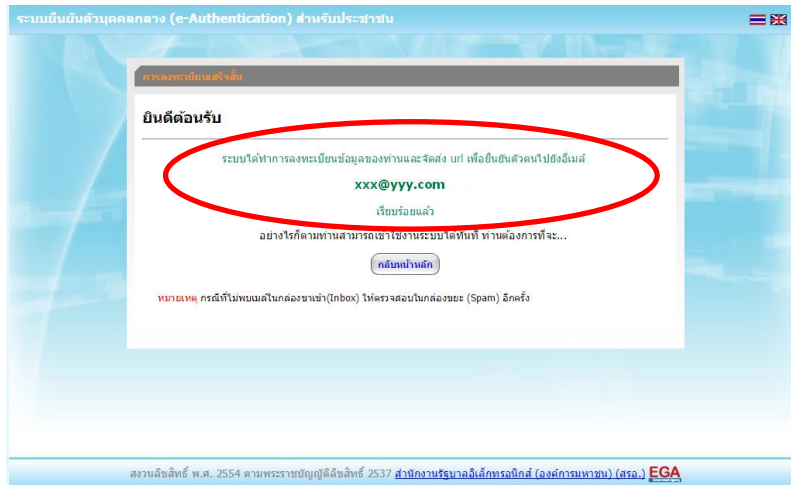 ระบบยืนยันตัวบุคคลกลาง (e-Authentication) สำหรับประชาชน
การลงทะเบียนเสร็จสิ้น
ยินดีต้อนรับ
ระบบได้ทำการลงทะเบียนข้อมูลของท่านและจัดส่ง url เพื่อยืนยันตัวตนไปยังอีเมล์
xxx@yyy.com
เรียบร้อยแล้ว
อย่างไรก็ตามท่านสามารถเข้าใช้งานระบบได้ทันที ท่านต้องการที่จะ...
กลับหน้าหลัก
หมายเหตุ กรณีที่ไม่พบเมล์ในกล่องขาเข้า(Inbox) ให้ตรวจสอบในกล่องขยะ (Spam) อีกครั้ง
สงวนลิขสิทธิ์ พ.ศ. 2554 ตามพระราชบัญญัติลิขสิทธิ์ 2537 สำนักงานรัฐบาลอิเล็กทรอนิกส์ (องค์การมหาชน) (สรอ.) EGA